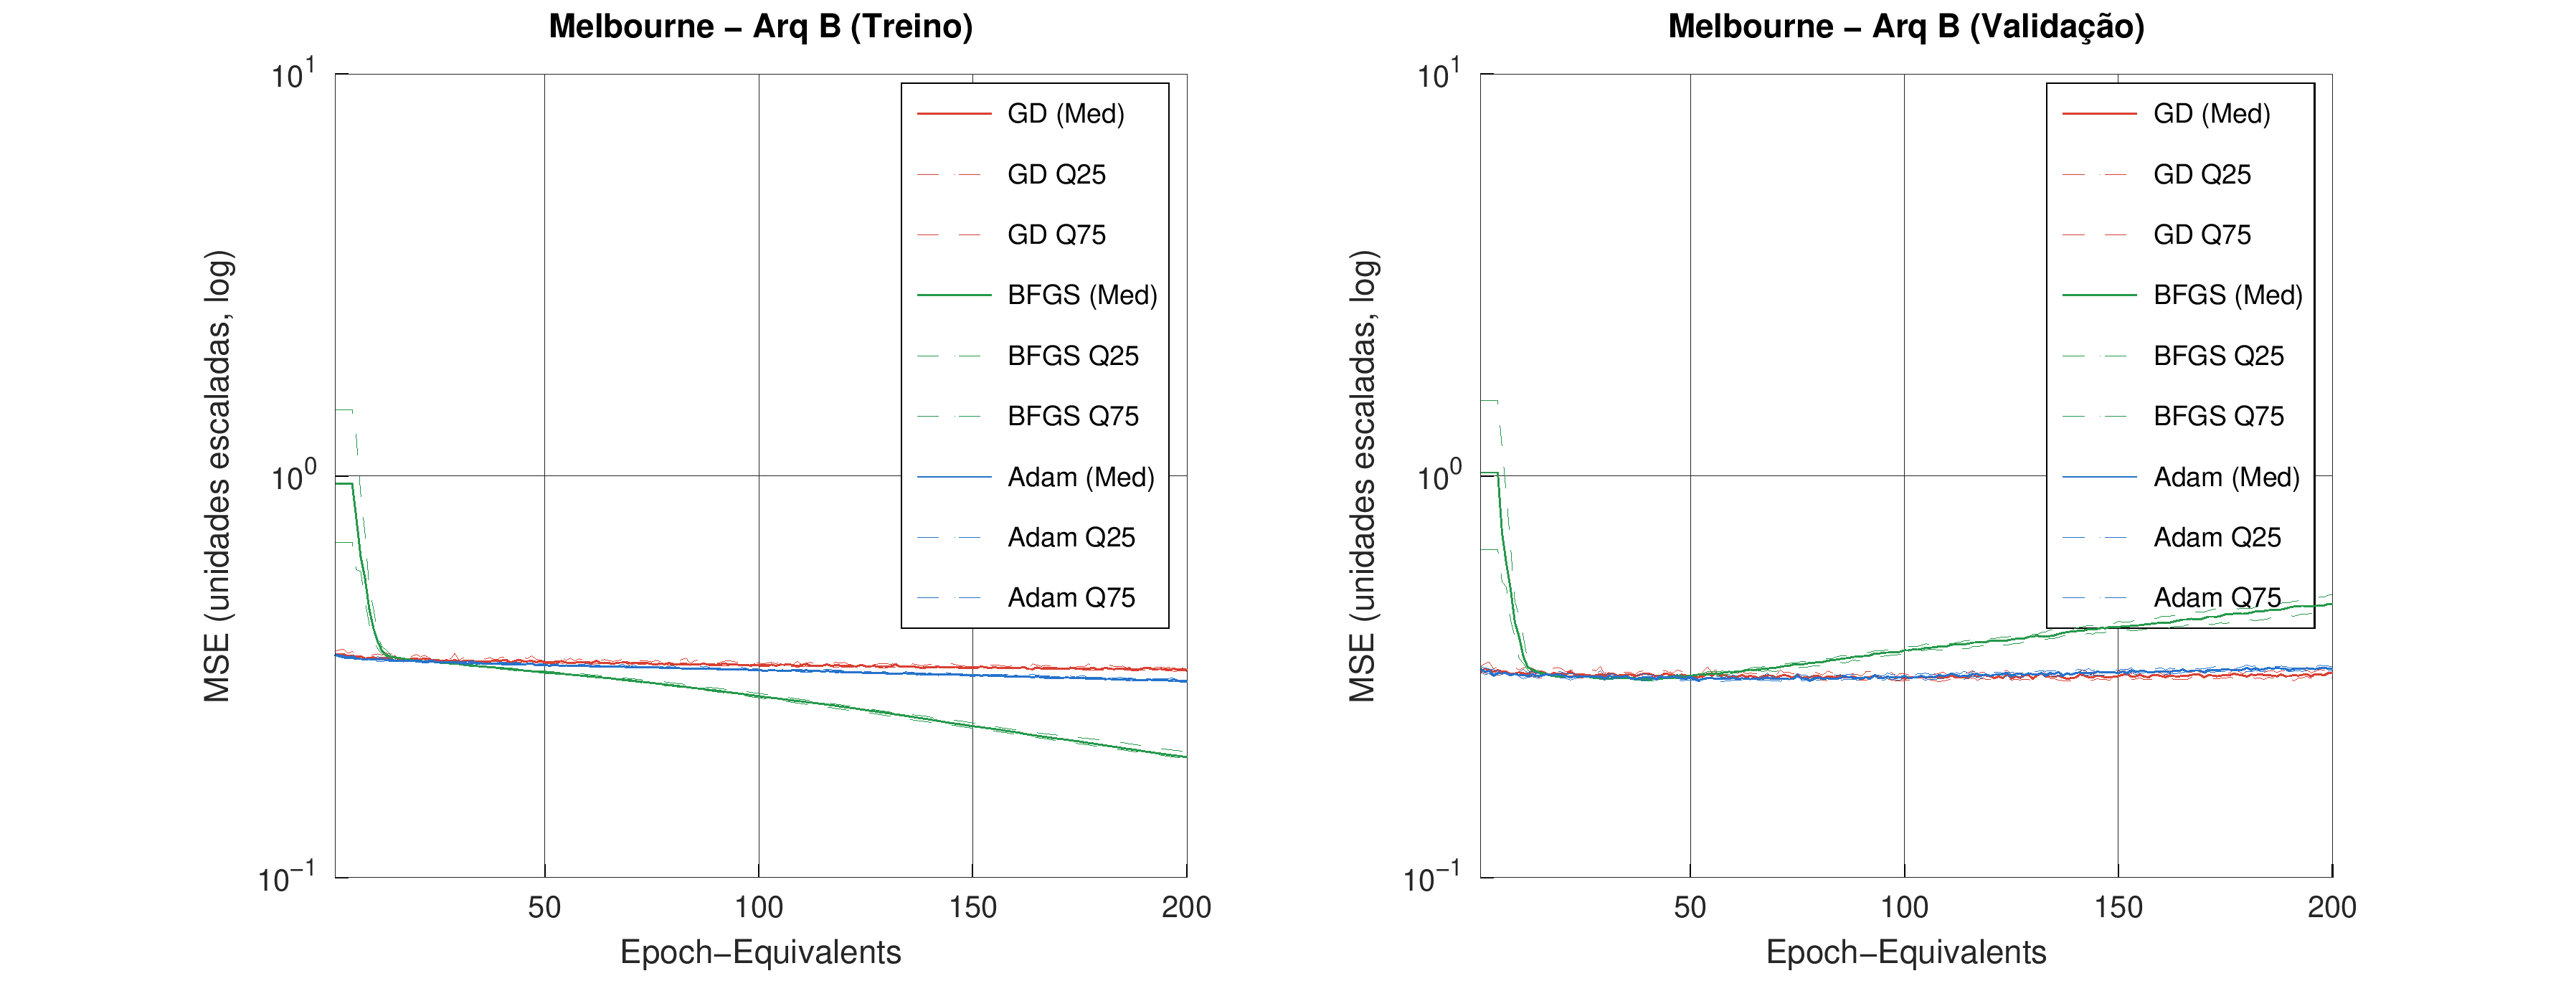 Melbourne – Arq B (Treino)
10^1
10^0
10^−1
MSE (unidades escaladas, log)
GD (Med)
GD Q25
GD Q75
BFGS (Med)
BFGS Q25
BFGS Q75
Adam (Med)
Adam Q25
Adam Q75
50 100 150 200
Epoch–Equivalents
Melbourne – Arq B (Validação)
10^1
10^0
10^−1
MSE (unidades escaladas, log)
GD (Med)
GD Q25
GD Q75
BFGS (Med)
BFGS Q25
BFGS Q75
Adam (Med)
Adam Q25
Adam Q75
50 100 150 200
Epoch–Equivalents